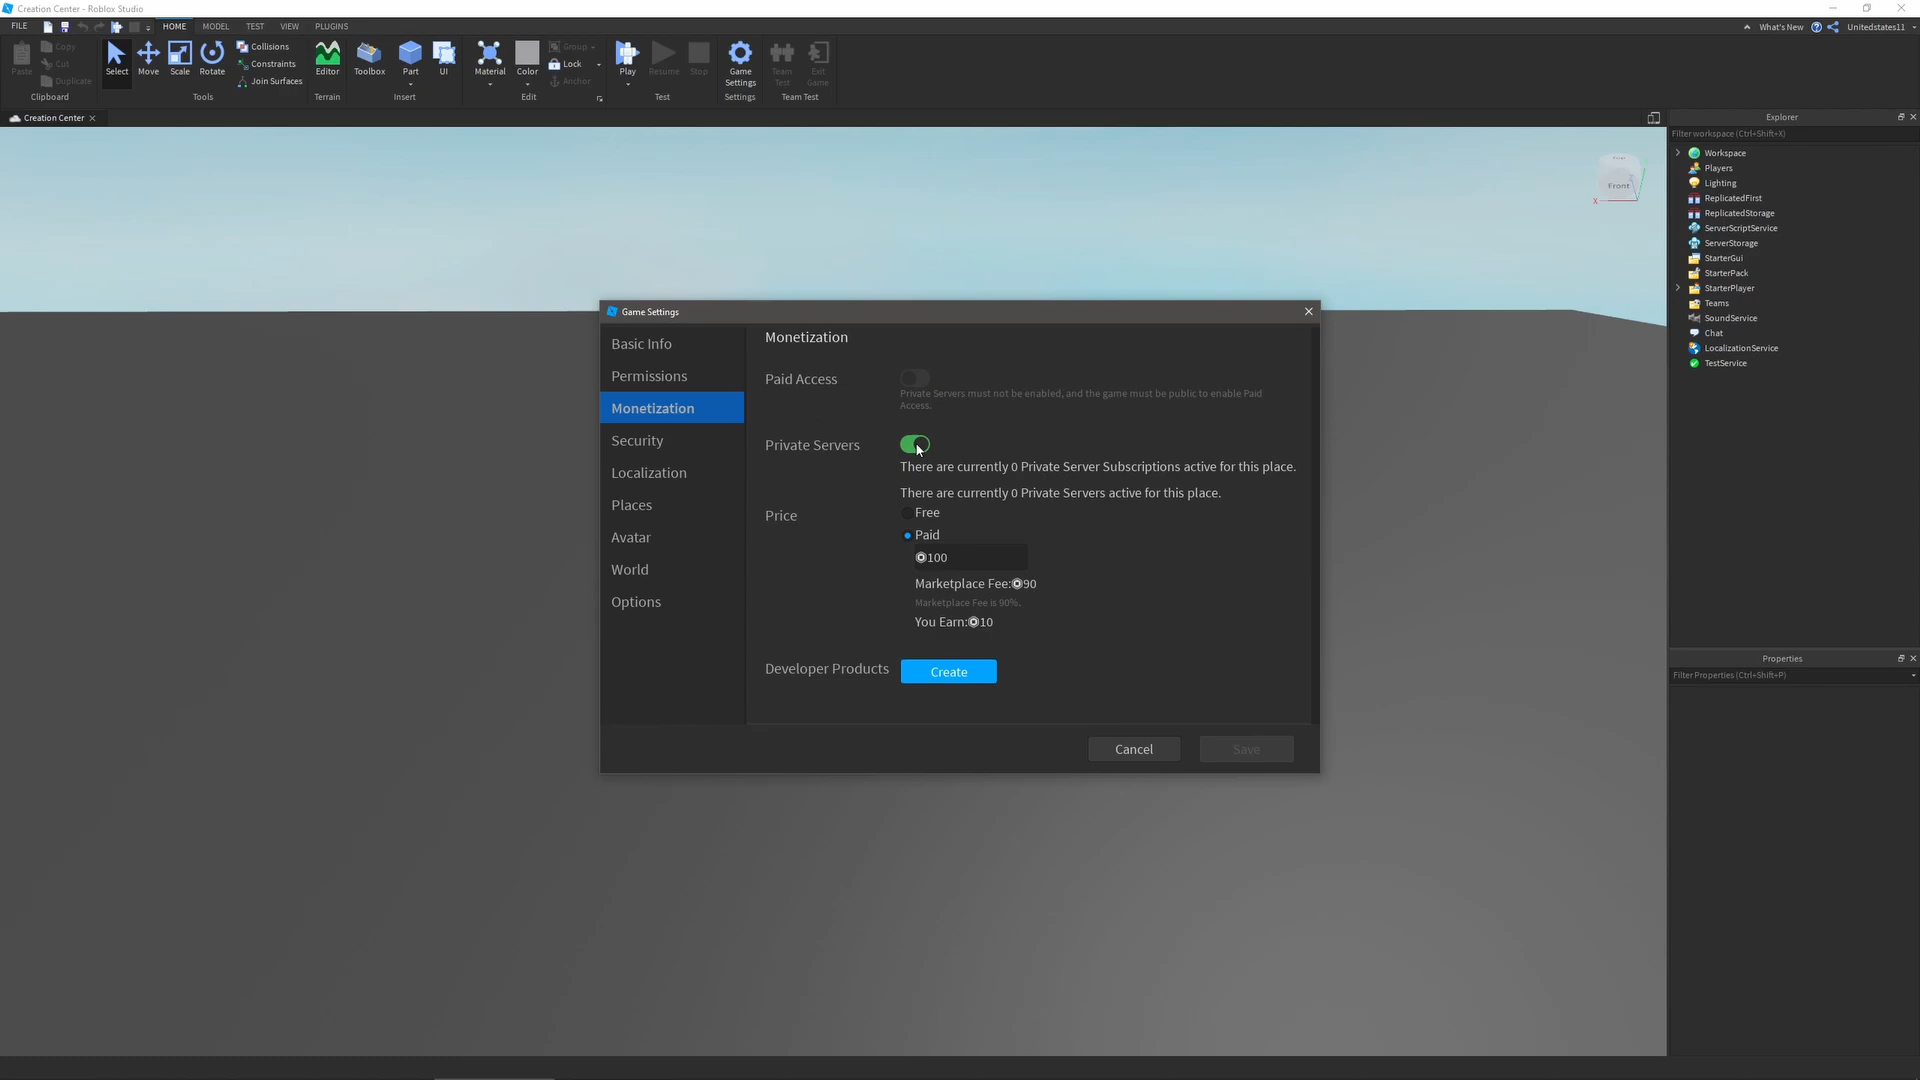 Creation Center - Roblox Studio
FILE HOME MODEL TEST VIEW PLUGINS What's New Unitedstates11
Paste Copy Cut Duplicate
Clipboard
Select Move Scale Rotate Collisions Constraints Join Surfaces
Tools
Editor
Terrain
Toolbox Part UI
Insert
Material Color Group Lock Anchor
Edit
Play Resume Stop
Test
Game Settings
Settings
Team Test Exit Game
Team Test
Creation Center
Front
Game Settings
Basic Info
Permissions
Monetization
Security
Localization
Places
Avatar
World
Options
Monetization
Paid Access
Private Servers must not be enabled, and the game must be public to enable Paid
Access.
Private Servers
There are currently 0 Private Server Subscriptions active for this place.
There are currently 0 Private Servers active for this place.
Price
Free
Paid
100
Marketplace Fee:90
Marketplace Fee is 90%.
You Earn:10
Developer Products Create
Cancel Save
Explorer
Filter workspace (Ctrl+Shift+X)
Workspace
Players
Lighting
ReplicatedFirst
ReplicatedStorage
ServerScriptService
ServerStorage
StarterGui
StarterPack
StarterPlayer
Teams
SoundService
Chat
LocalizationService
TestService
Properties
Filter Properties (Ctrl+Shift+P)
X